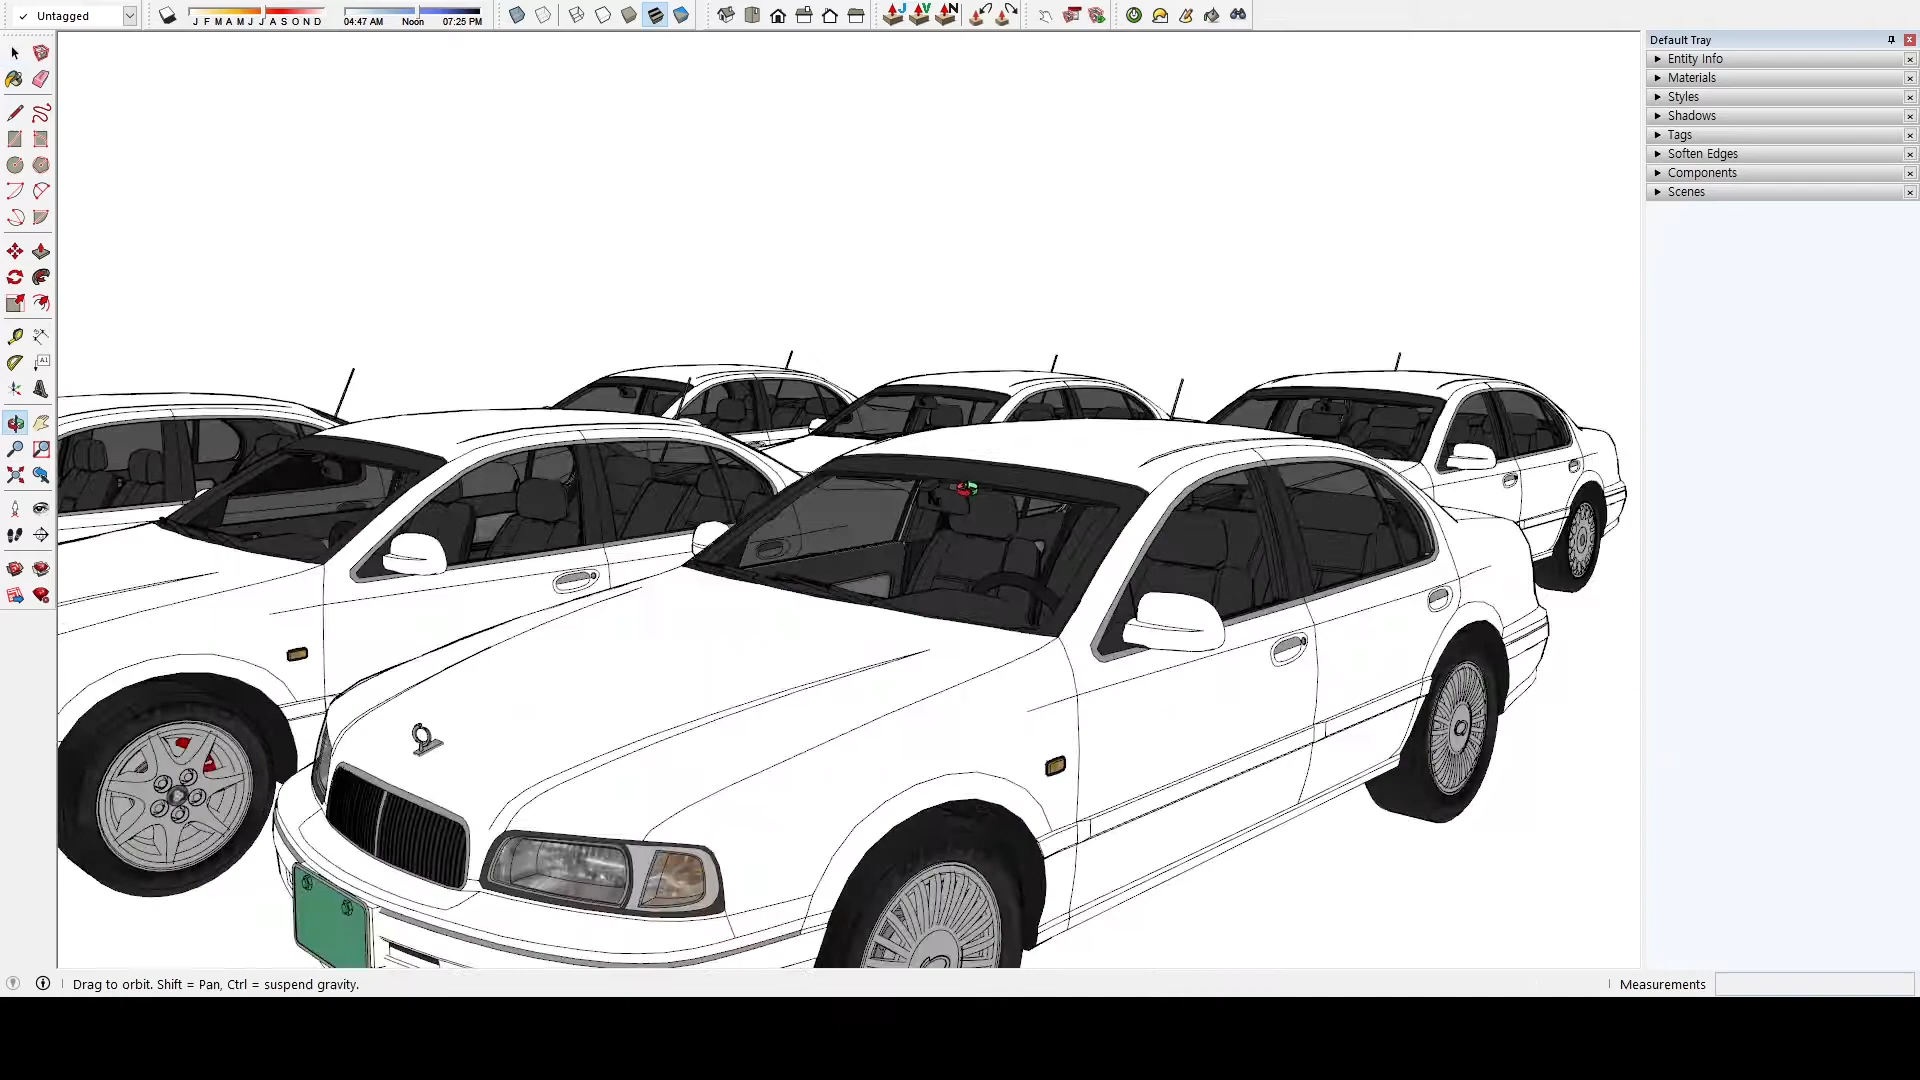 Untagged
J F M A M J J A S O N D
04:47 AM Noon 07:25 PM
J V N
Default Tray
Entity Info
Materials
Styles
Shadows
Tags
Soften Edges
Components
Scenes
A1
Drag to orbit. Shift = Pan, Ctrl = suspend gravity.
Measurements